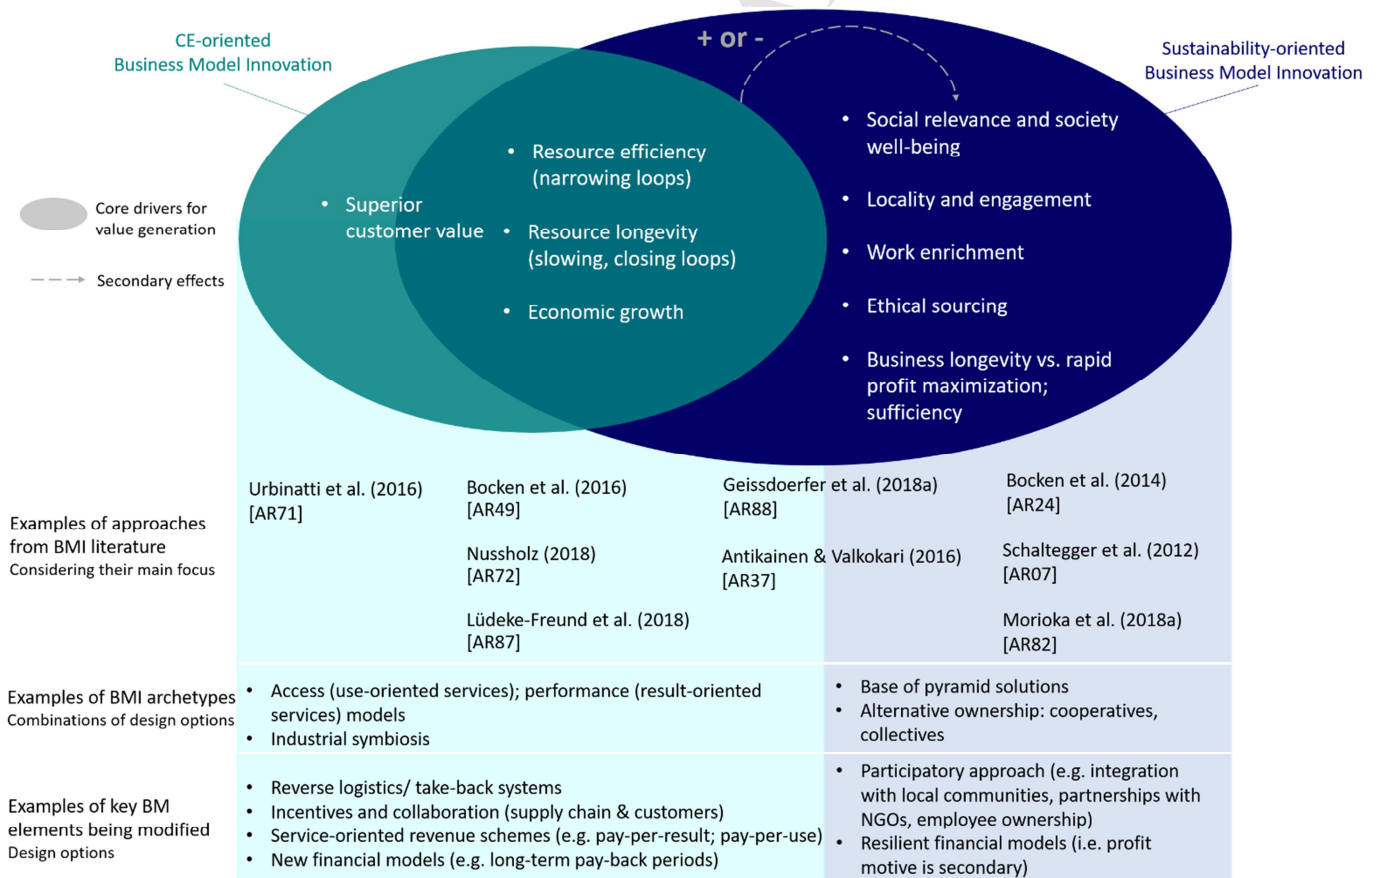 CE-oriented
Business Model Innovation
+ or -
Sustainability-oriented
Business Model Innovation
Core drivers for
value generation
Secondary effects
• Superior
customer value
• Resource efficiency
(narrowing loops)
• Resource longevity
(slowing, closing loops)
• Economic growth
• Social relevance and society
well-being
• Locality and engagement
• Work enrichment
• Ethical sourcing
• Business longevity vs. rapid
profit maximization;
sufficiency
Examples of approaches
from BMI literature
Considering their main focus
Urbinatti et al. (2016)
[AR71]
Bocken et al. (2016)
[AR49]
Nussholz (2018)
[AR72]
Lüdeke-Freund et al. (2018)
[AR87]
Geissdoerfer et al. (2018a)
[AR88]
Antikainen & Valkokari (2016)
[AR37]
Bocken et al. (2014)
[AR24]
Schaltegger et al. (2012)
[AR07]
Morioka et al. (2018a)
[AR82]
Examples of BMI archetypes
Combinations of design options
• Access (use-oriented services); performance (result-oriented
services) models
• Industrial symbiosis
• Base of pyramid solutions
• Alternative ownership: cooperatives,
collectives
Examples of key BM
elements being modified
Design options
• Reverse logistics/ take-back systems
• Incentives and collaboration (supply chain & customers)
• Service-oriented revenue schemes (e.g. pay-per-result; pay-per-use)
• New financial models (e.g. long-term pay-back periods)
• Participatory approach (e.g. integration
with local communities, partnerships with
NGOs, employee ownership)
• Resilient financial models (i.e. profit
motive is secondary)